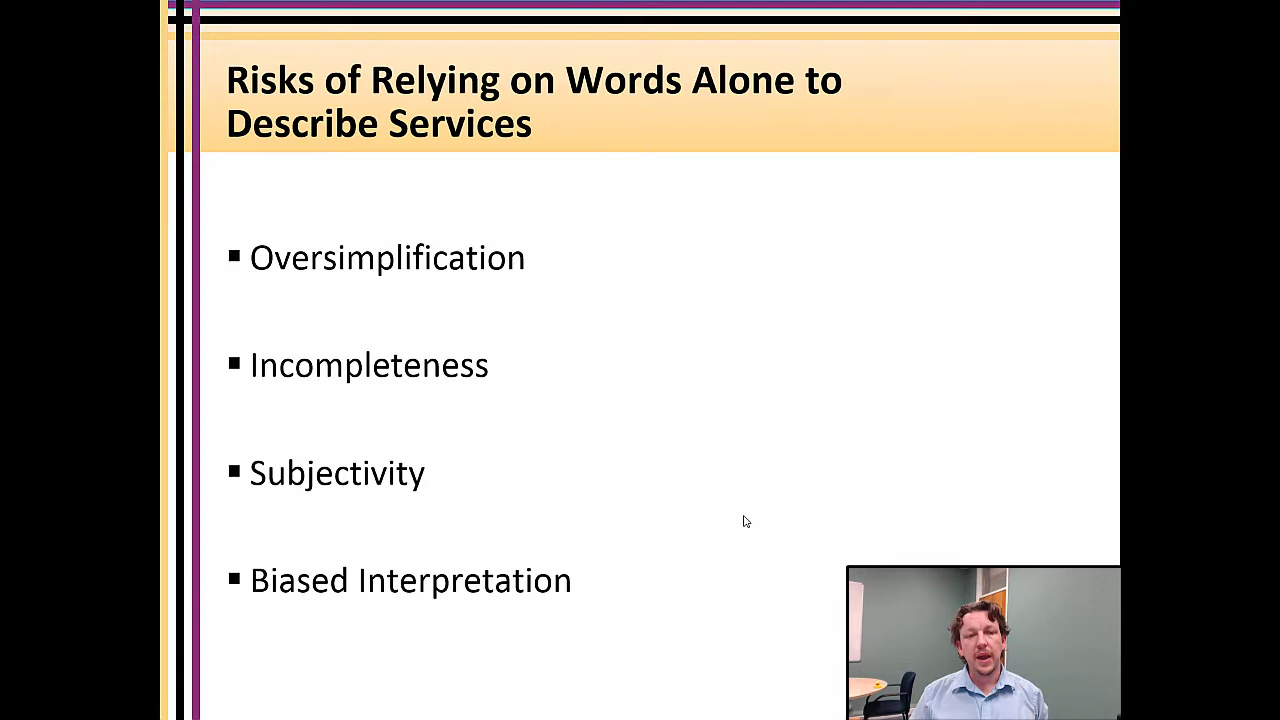 Risks of Relying on Words Alone to
Describe Services
▪ Oversimplification
▪ Incompleteness
▪ Subjectivity
▪ Biased Interpretation